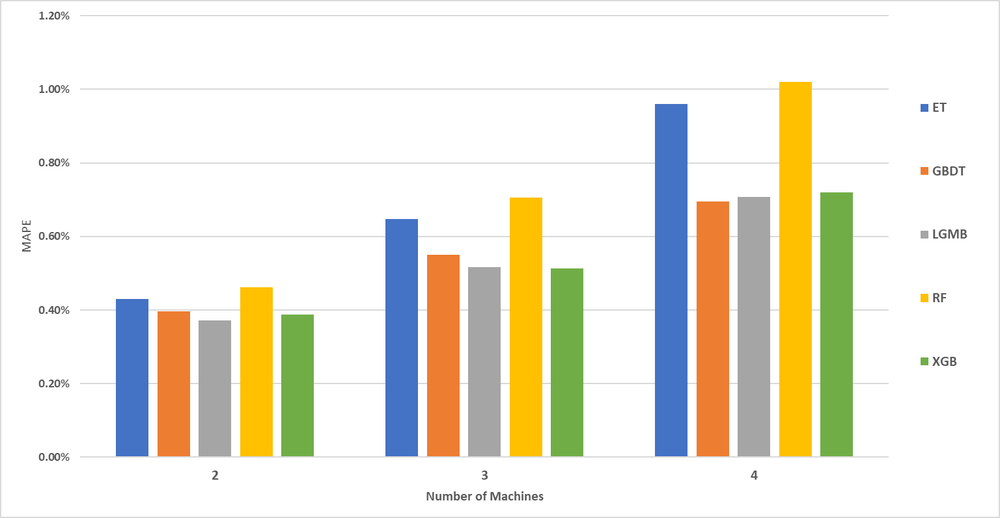 1.20%
1.00%
0.80%
0.60%
0.40%
0.20%
0.00%
MAPE
2
3
4
Number of Machines
ET
GBDT
LGMB
RF
XGB